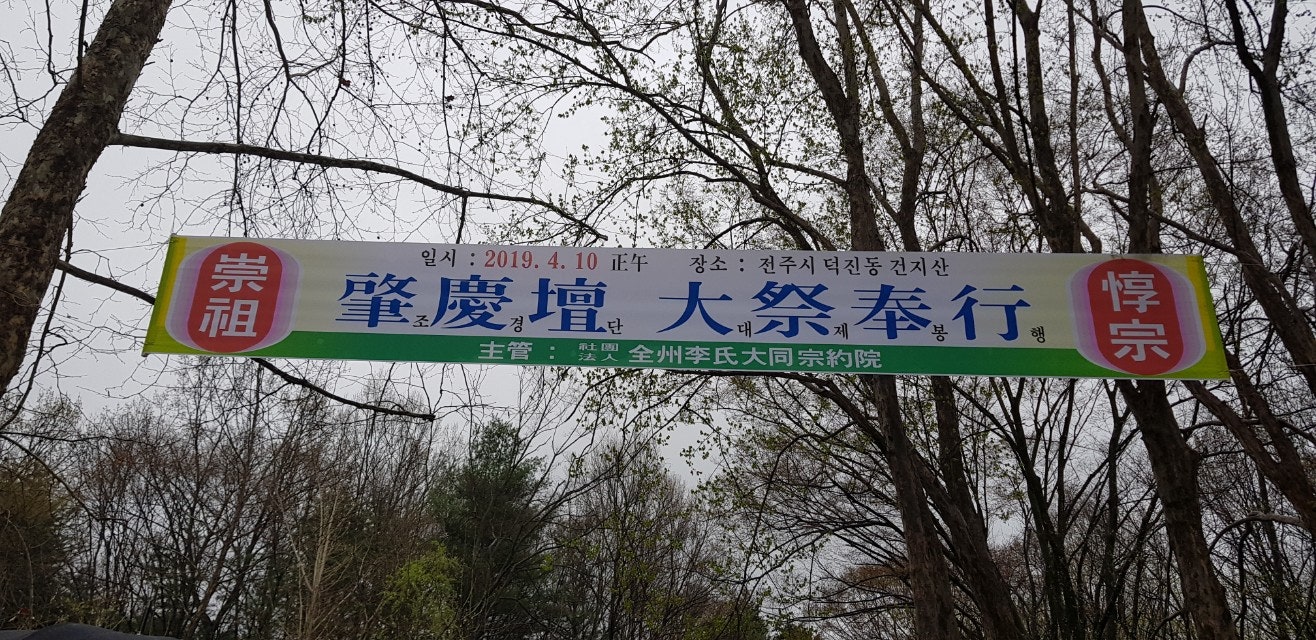 崇祖
일시 : 2019. 4. 10 正午 장소 : 전주시 덕진동 건지산
肇조慶경壇단 大대祭제奉봉行행
主管 : 社團法人 全州李氏大同宗約院
惇宗